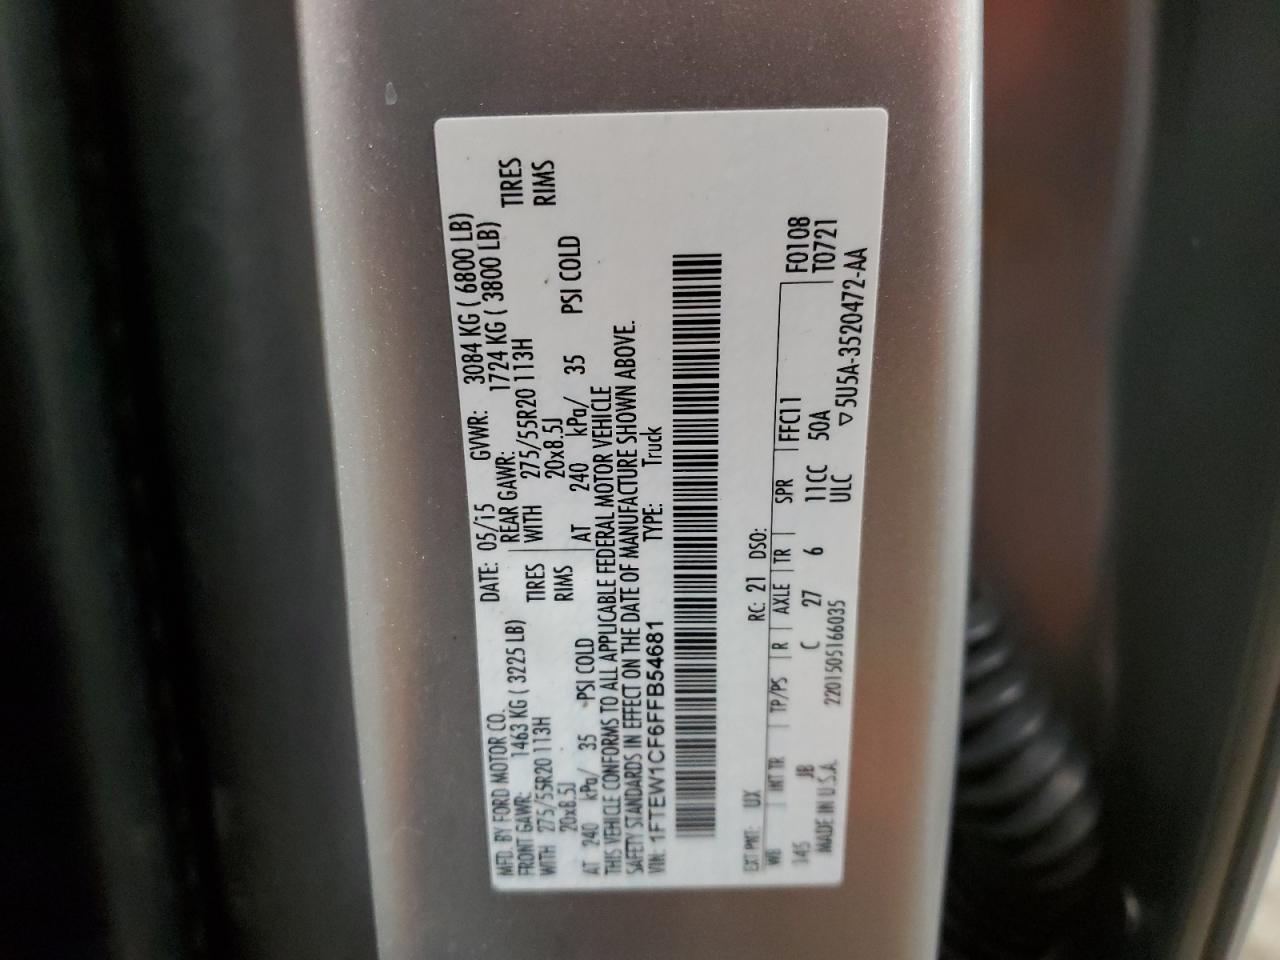 MFD. BY FORD MOTOR CO.
DATE: 05/15 GVWR: 3084 KG ( 6800 LB)
FRONT GAWR: 1463 KG ( 3225 LB) REAR GAWR: 1724 KG ( 3800 LB)
WITH 275/55R20 113H TIRES WITH 275/55R20 113H TIRES
20x8.5J RIMS 20x8.5J RIMS
AT 240 kPa/ 35 PSI COLD AT 240 kPa/ 35 PSI COLD
THIS VEHICLE CONFORMS TO ALL APPLICABLE FEDERAL MOTOR VEHICLE
SAFETY STANDARDS IN EFFECT ON THE DATE OF MANUFACTURE SHOWN ABOVE.
VIN: 1FTEW1CF6FFB54681 TYPE: Truck
EXT PNT: UX RC: 21 DSO:
WB INT TR TP/PS R AXLE TR SPR FFC11 F0108
145 JB C 27 6 11CC 50A T0721
MADE IN U.S.A. 2201505166035 ULC ▽5U5A-3520472-AA